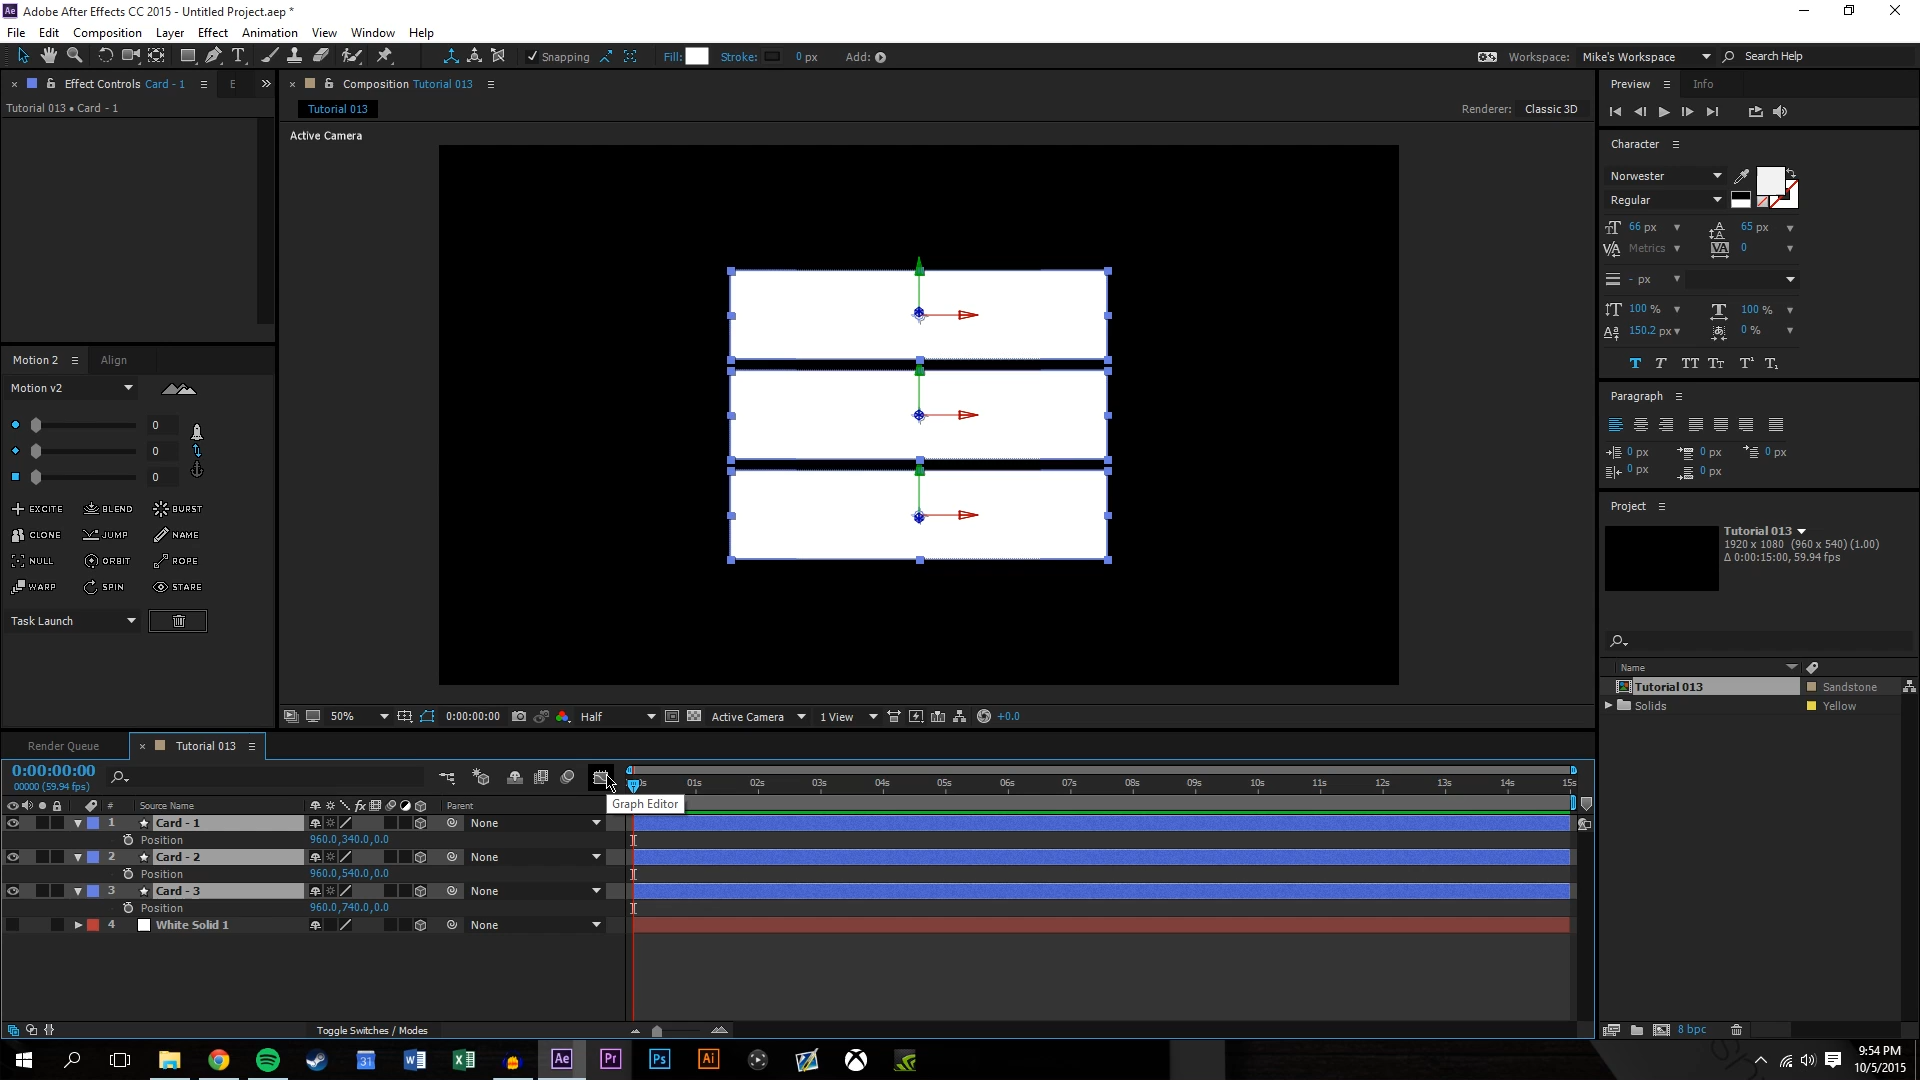 Ae Adobe After Effects CC 2015 - Untitled Project.aep *
File Edit Composition Layer Effect Animation View Window Help
Snapping Fill: Stroke: 0 px Add: Workspace: Mike's Workspace Search Help
Effect Controls Card - 1 E
Composition Tutorial 013
Preview Info
Tutorial 013 • Card - 1
Tutorial 013
Renderer: Classic 3D
Active Camera
Character
Norwester
Regular
66 px 65 px
Metrics 0
- px
100 % 100 %
150.2 px 0 %
T T TT Tт T¹ T₁
Motion 2 Align
Motion v2
0
0
0
EXCITE BLEND BURST
CLONE JUMP NAME
NULL ORBIT ROPE
WARP SPIN STARE
Task Launch
Paragraph
0 px 0 px 0 px
0 px 0 px
Project
Tutorial 013
1920 x 1080 (960 x 540) (1.00)
Δ 0:00:15:00, 59.94 fps
Name
Tutorial 013 Sandstone
Solids Yellow
8 bpc
50% 0:00:00:00 Half Active Camera 1 View +0.0
Render Queue Tutorial 013
0:00:00:00
00000 (59.94 fps)
01s 02s 03s 04s 05s 06s 07s 08s 09s 10s 11s 12s 13s 14s 15s
Graph Editor
# Source Name fx Parent
1 Card - 1 None
Position 960.0,340.0,0.0
2 Card - 2 None
Position 960.0,540.0,0.0
3 Card - 3 None
Position 960.0,740.0,0.0
4 White Solid 1 None
Toggle Switches / Modes
31 Ae Pr Ps Ai
9:54 PM
10/5/2015